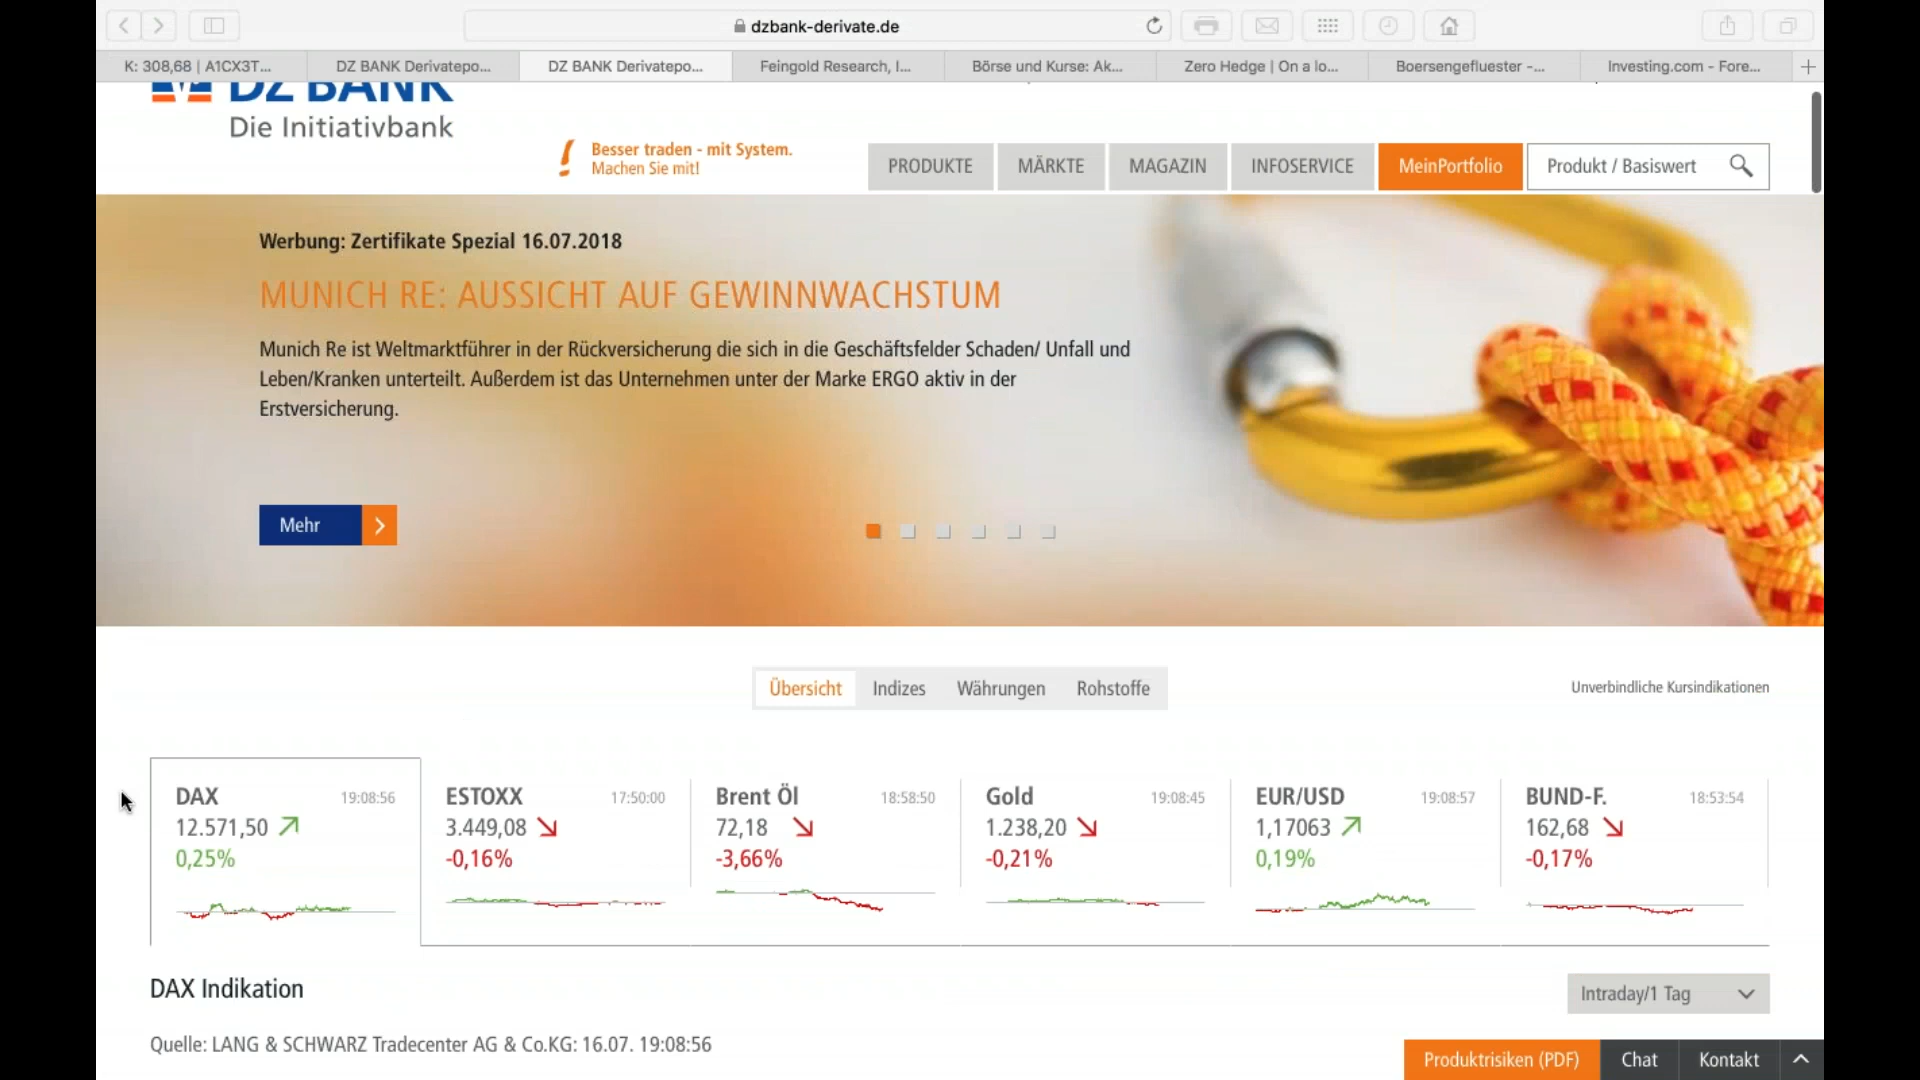 dzbank-derivate.de
K: 308,68 | A1CX3T...
DZ BANK Derivatepo...
DZ BANK Derivatepo...
Feingold Research, I...
Börse und Kurse: Ak...
Zero Hedge | On a lo...
Boersengefluester -...
Investing.com - Fore...
DZ BANK
Die Initiativbank
Besser traden - mit System.
Machen Sie mit!
PRODUKTE
MÄRKTE
MAGAZIN
INFOSERVICE
MeinPortfolio
Produkt / Basiswert
Werbung: Zertifikate Spezial 16.07.2018
MUNICH RE: AUSSICHT AUF GEWINNWACHSTUM
Munich Re ist Weltmarktführer in der Rückversicherung die sich in die Geschäftsfelder Schaden/ Unfall und
Leben/Kranken unterteilt. Außerdem ist das Unternehmen unter der Marke ERGO aktiv in der
Erstversicherung.
Mehr
Übersicht
Indizes
Währungen
Rohstoffe
Unverbindliche Kursindikationen
DAX 19:08:56
12.571,50
0,25%
ESTOXX 17:50:00
3.449,08
-0,16%
Brent Öl 18:58:50
72,18
-3,66%
Gold 19:08:45
1.238,20
-0,21%
EUR/USD 19:08:57
1,17063
0,19%
BUND-F. 18:53:54
162,68
-0,17%
DAX Indikation
Intraday/1 Tag
Quelle: LANG & SCHWARZ Tradecenter AG & Co.KG: 16.07. 19:08:56
Produktrisiken (PDF)
Chat
Kontakt